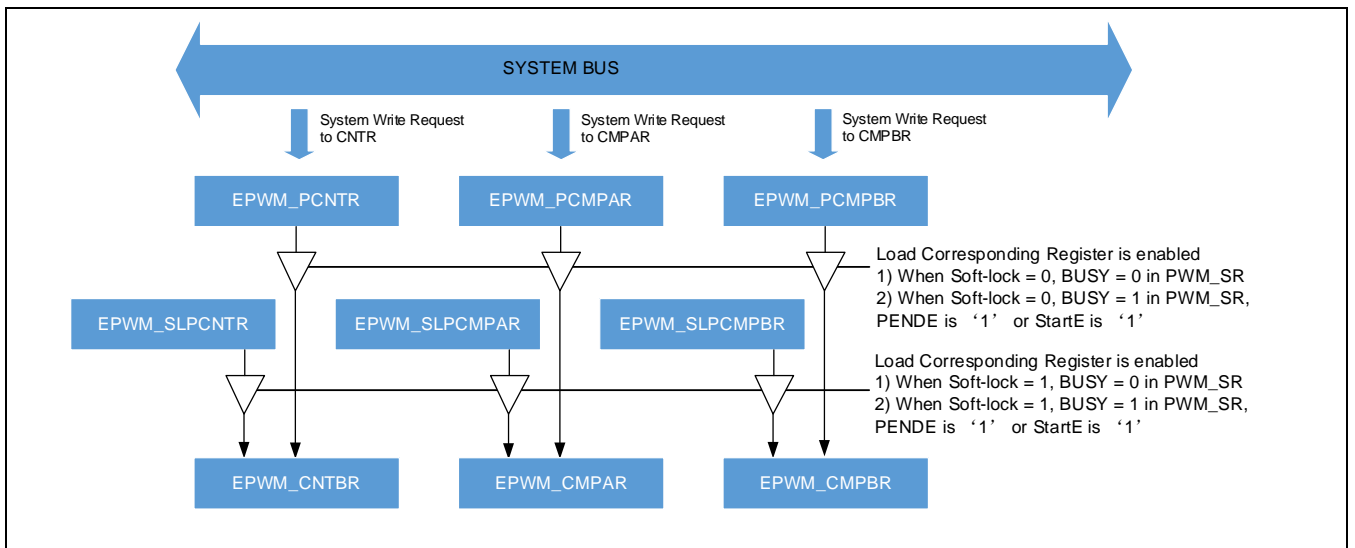 SYSTEM BUS
System Write Request
to CNTR
System Write Request
to CMPAR
System Write Request
to CMPBR
EPWM_PCNTR
EPWM_PCMPAR
EPWM_PCMPBR
Load Corresponding Register is enabled
1) When Soft-lock = 0, BUSY = 0 in PWM_SR
2) When Soft-lock = 0, BUSY = 1 in PWM_SR,
PENDE is ‘1’ or StartE is ‘1’
EPWM_SLPCNTR
EPWM_SLPCMPAR
EPWM_SLPCMPBR
Load Corresponding Register is enabled
1) When Soft-lock = 1, BUSY = 0 in PWM_SR
2) When Soft-lock = 1, BUSY = 1 in PWM_SR,
PENDE is ‘1’ or StartE is ‘1’
EPWM_CNTBR
EPWM_CMPAR
EPWM_CMPBR